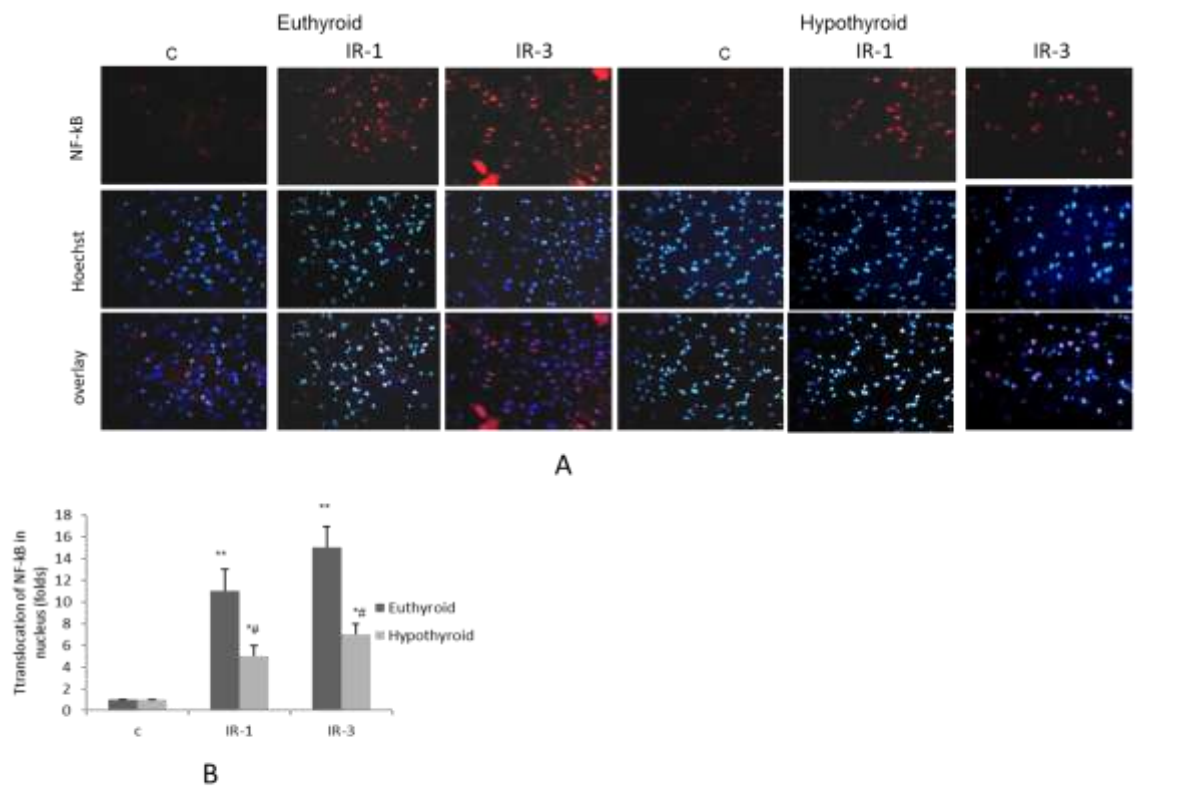 Euthyroid Hypothyroid
C IR-1 IR-3 C IR-1 IR-3
NF-kB
Hoechst
overlay
A
18
16
14
12
10
8
6
4
2
0
Ttranslocation of NF-kB in
nucleus (folds)
**
*#
**
*#
Euthyroid
Hypothyroid
c IR-1 IR-3
B